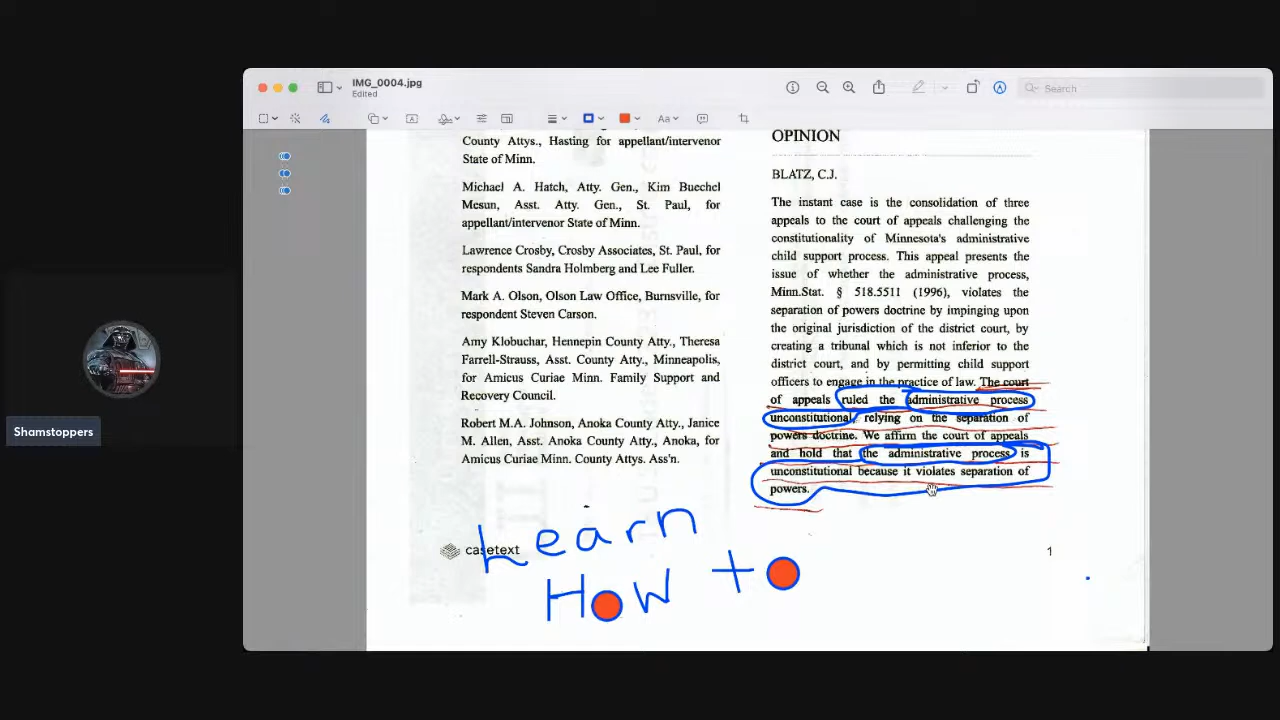 IMG_0004.jpg
Edited
Search
Aa
County Attys., Hasting for appellant/intervenor
State of Minn.
Michael A. Hatch, Atty. Gen., Kim Buechel
Mesun, Asst. Atty. Gen., St. Paul, for
appellant/intervenor State of Minn.
Lawrence Crosby, Crosby Associates, St. Paul, for
respondents Sandra Holmberg and Lee Fuller.
Mark A. Olson, Olson Law Office, Burnsville, for
respondent Steven Carson.
Amy Klobuchar, Hennepin County Atty., Theresa
Farrell-Strauss, Asst. County Atty., Minneapolis,
for Amicus Curiae Minn. Family Support and
Recovery Council.
Robert M.A. Johnson, Anoka County Atty., Janice
M. Allen, Asst. Anoka County Atty., Anoka, for
Amicus Curiae Minn. County Attys. Ass'n.
OPINION
BLATZ, C.J.
The instant case is the consolidation of three
appeals to the court of appeals challenging the
constitutionality of Minnesota's administrative
child support process. This appeal presents the
issue of whether the administrative process,
Minn.Stat. § 518.5511 (1996), violates the
separation of powers doctrine by impinging upon
the original jurisdiction of the district court, by
creating a tribunal which is not inferior to the
district court, and by permitting child support
officers to engage in the practice of law. The court
of appeals ruled the administrative process
unconstitutional, relying on the separation of
powers doctrine. We affirm the court of appeals
and hold that the administrative process is
unconstitutional because it violates separation of
powers.
Learn
How to
casetext
1
Shamstoppers